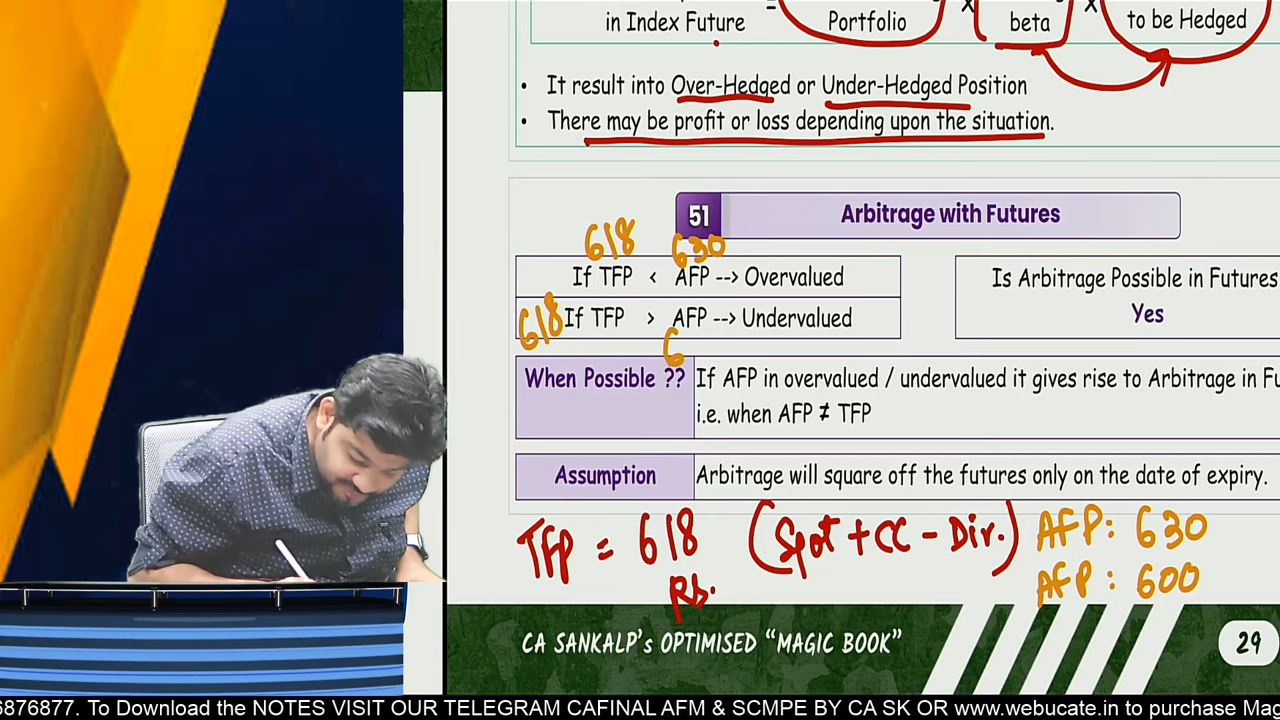 in Index Future = Portfolio x beta x to be Hedged
• It result into Over-Hedged or Under-Hedged Position
• There may be profit or loss depending upon the situation.
51 Arbitrage with Futures
618 630
If TFP < AFP --> Overvalued
Is Arbitrage Possible in Futures
618 If TFP > AFP --> Undervalued
Yes
6
When Possible ?? If AFP in overvalued / undervalued it gives rise to Arbitrage in Fu
i.e. when AFP ≠ TFP
Assumption Arbitrage will square off the futures only on the date of expiry.
TFP = 618 (Spot + CC - Div.) AFP: 630
Rs. AFP : 600
CA SANKALP's OPTIMISED “MAGIC BOOK”
29
6876877. To Download the NOTES VISIT OUR TELEGRAM CAFINAL AFM & SCMPE BY CA SK OR www.webucate.in to purchase Mag